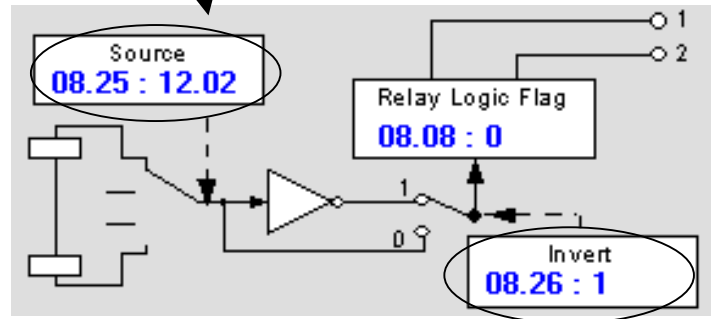 Source
08.25 : 12.02
1
2
Relay Logic Flag
08.08 : 0
1
0
Invert
08.26 : 1